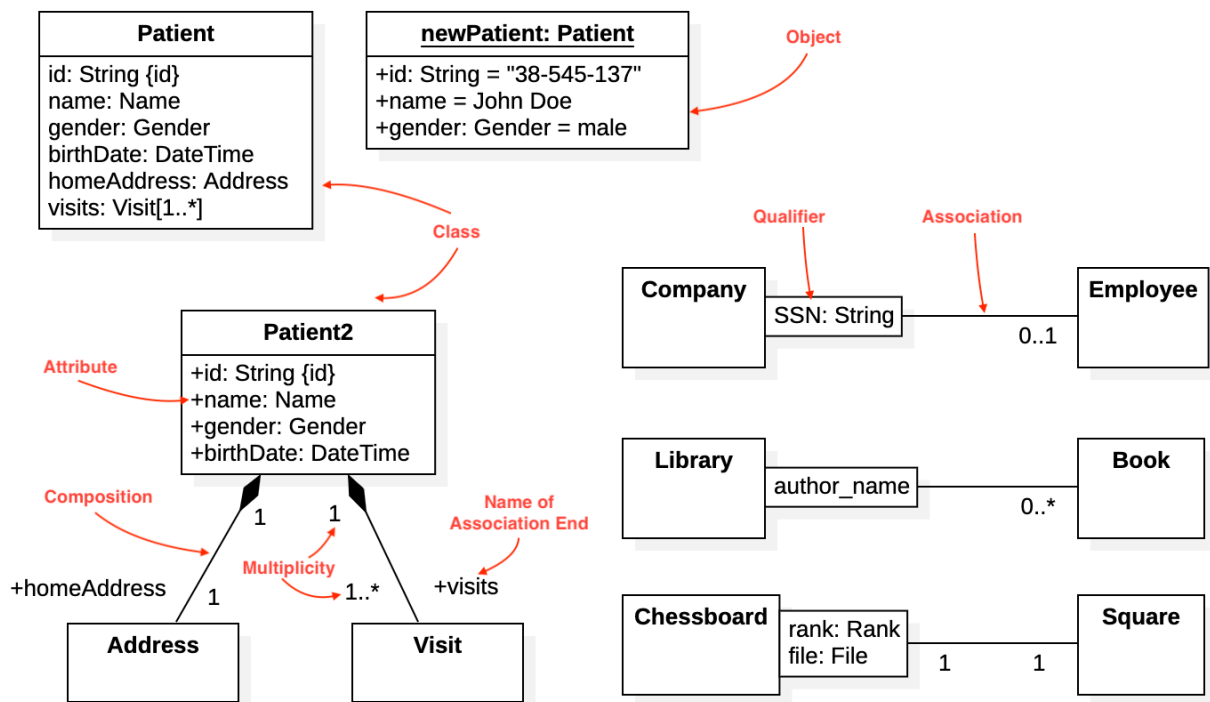 Patient
id: String {id}
name: Name
gender: Gender
birthDate: DateTime
homeAddress: Address
visits: Visit[1..*]
newPatient: Patient
+id: String = "38-545-137"
+name = John Doe
+gender: Gender = male
Object
Class
Patient2
+id: String {id}
+name: Name
+gender: Gender
+birthDate: DateTime
Attribute
Composition
1
1
Name of
Association End
Multiplicity
+homeAddress
1
1..*
+visits
Address
Visit
Qualifier
Association
Company
SSN: String
0..1
Employee
Library
author_name
0..*
Book
Chessboard
rank: Rank
file: File
1
1
Square